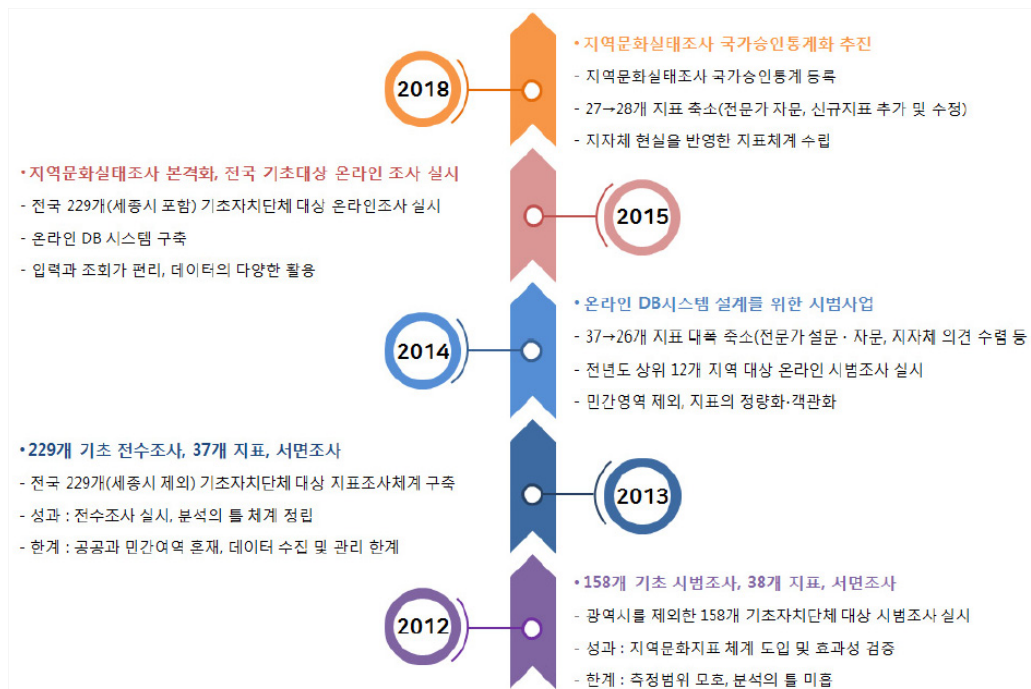 2018
• 지역문화실태조사 국가승인통계화 추진
- 지역문화실태조사 국가승인통계 등록
- 27→28개 지표 축소(전문가 자문, 신규지표 추가 및 수정)
- 지자체 현실을 반영한 지표체계 수립
• 지역문화실태조사 본격화, 전국 기초대상 온라인 조사 실시
- 전국 229개(세종시 포함) 기초자치단체 대상 온라인조사 실시
- 온라인 DB 시스템 구축
- 입력과 조회가 편리, 데이터의 다양한 활용
2015
2014
• 온라인 DB시스템 설계를 위한 시범사업
- 37→26개 지표 대폭 축소(전문가 설문 · 자문, 지자체 의견 수렴 등
- 전년도 상위 12개 지역 대상 온라인 시범조사 실시
- 민간영역 제외, 지표의 정량화·객관화
• 229개 기초 전수조사, 37개 지표, 서면조사
- 전국 229개(세종시 제외) 기초자치단체 대상 지표조사체계 구축
- 성과 : 전수조사 실시, 분석의 틀 체계 정립
- 한계 : 공공과 민간여역 혼재, 데이터 수집 및 관리 한계
2013
2012
• 158개 기초 시범조사, 38개 지표, 서면조사
- 광역시를 제외한 158개 기초자치단체 대상 시범조사 실시
- 성과 : 지역문화지표 체계 도입 및 효과성 검증
- 한계 : 측정범위 모호, 분석의 틀 미흡